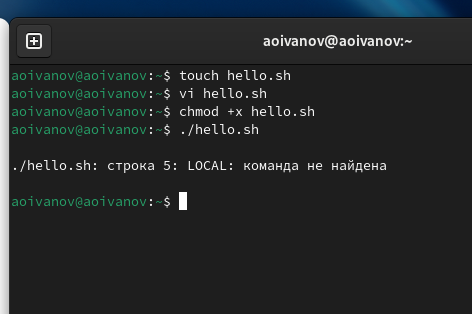 aoivanov@aoivanov:~
aoivanov@aoivanov:~$ touch hello.sh
aoivanov@aoivanov:~$ vi hello.sh
aoivanov@aoivanov:~$ chmod +x hello.sh
aoivanov@aoivanov:~$ ./hello.sh
./hello.sh: строка 5: LOCAL: команда не найдена
aoivanov@aoivanov:~$